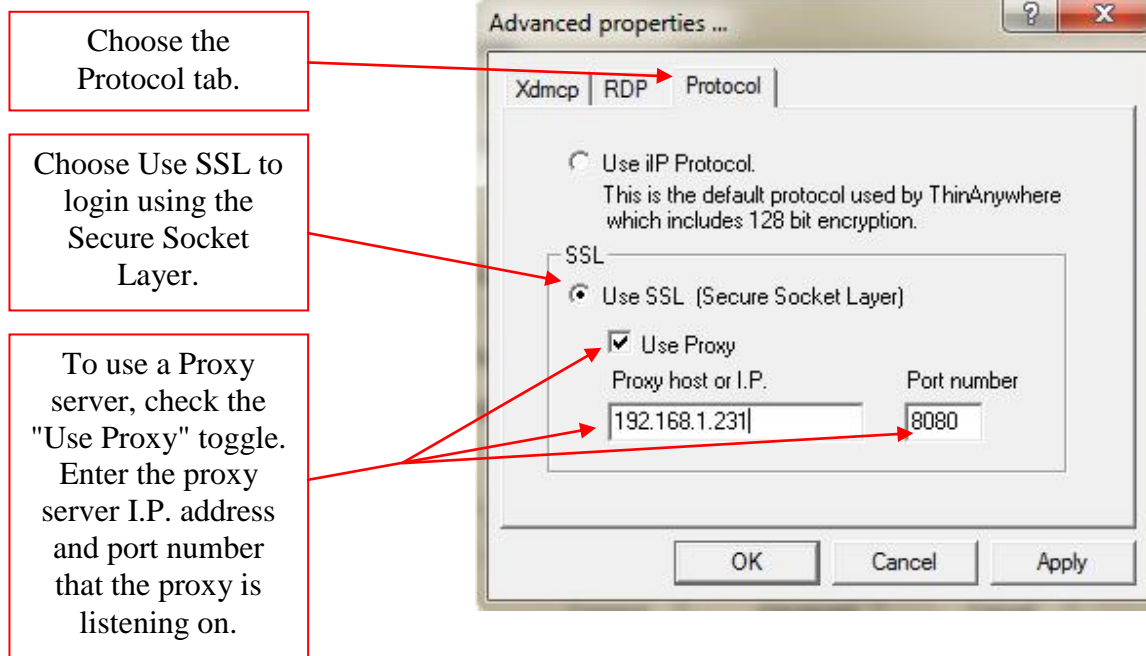 Choose the
Protocol tab.
Choose Use SSL to
login using the
Secure Socket
Layer.
To use a Proxy
server, check the
"Use Proxy" toggle.
Enter the proxy
server I.P. address
and port number
that the proxy is
listening on.
Advanced properties ...
Xdmcp RDP Protocol
Use iIP Protocol.
This is the default protocol used by ThinAnywhere
which includes 128 bit encryption.
SSL
Use SSL (Secure Socket Layer)
Use Proxy
Proxy host or I.P. Port number
192.168.1.231 8080
OK Cancel Apply